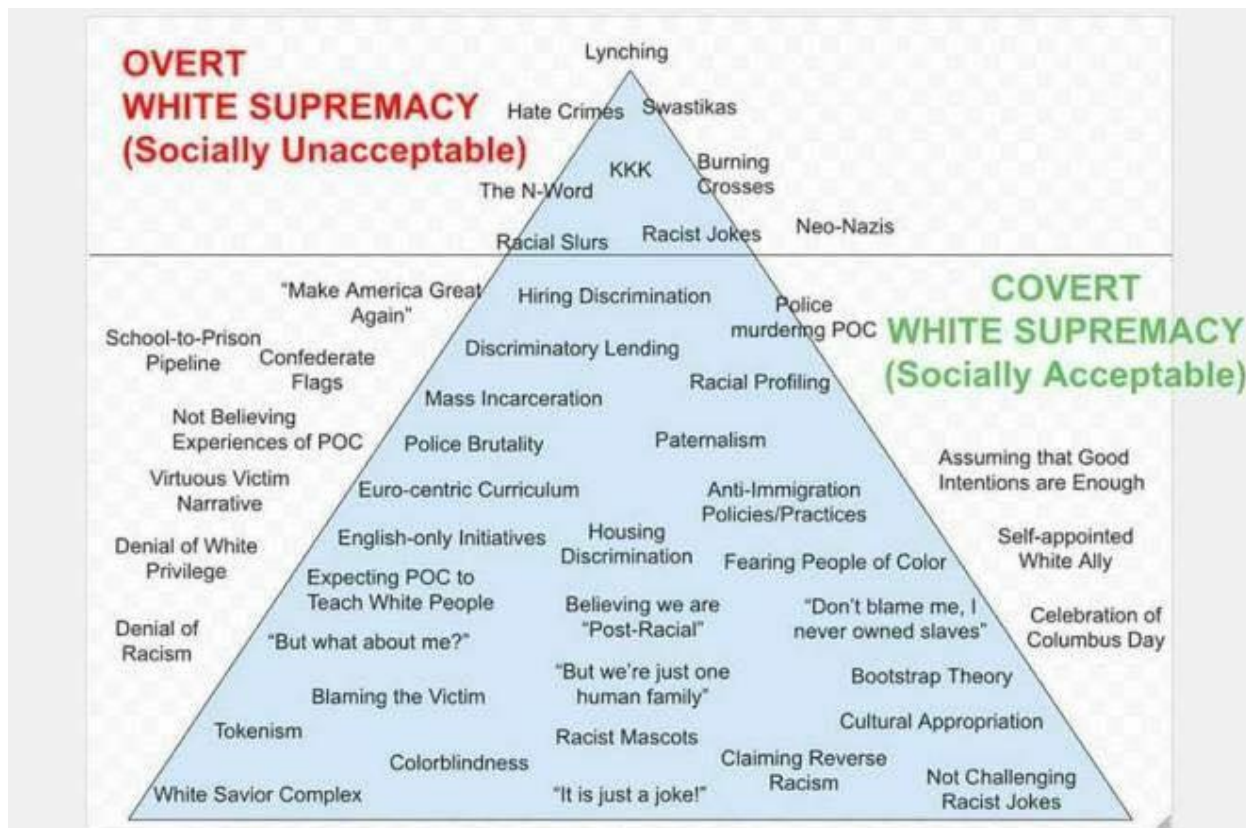 Lynching
OVERT
WHITE SUPREMACY
(Socially Unacceptable)
Hate Crimes
Swastikas
KKK
Burning
Crosses
The N-Word
Racial Slurs
Racist Jokes
Neo-Nazis
"Make America Great
Again"
Hiring Discrimination
Police
murdering POC
COVERT
WHITE SUPREMACY
(Socially Acceptable)
School-to-Prison
Pipeline
Confederate
Flags
Discriminatory Lending
Racial Profiling
Mass Incarceration
Not Believing
Experiences of POC
Police Brutality
Paternalism
Assuming that Good
Intentions are Enough
Virtuous Victim
Narrative
Euro-centric Curriculum
Anti-Immigration
Policies/Practices
English-only Initiatives
Housing
Discrimination
Self-appointed
White Ally
Denial of White
Privilege
Fearing People of Color
Expecting POC to
Teach White People
Believing we are
"Post-Racial"
"Don't blame me, I
never owned slaves"
Celebration of
Columbus Day
Denial of
Racism
"But what about me?"
"But we're just one
human family"
Bootstrap Theory
Blaming the Victim
Cultural Appropriation
Tokenism
Racist Mascots
Colorblindness
Claiming Reverse
Racism
Not Challenging
Racist Jokes
White Savior Complex
"It is just a joke!"